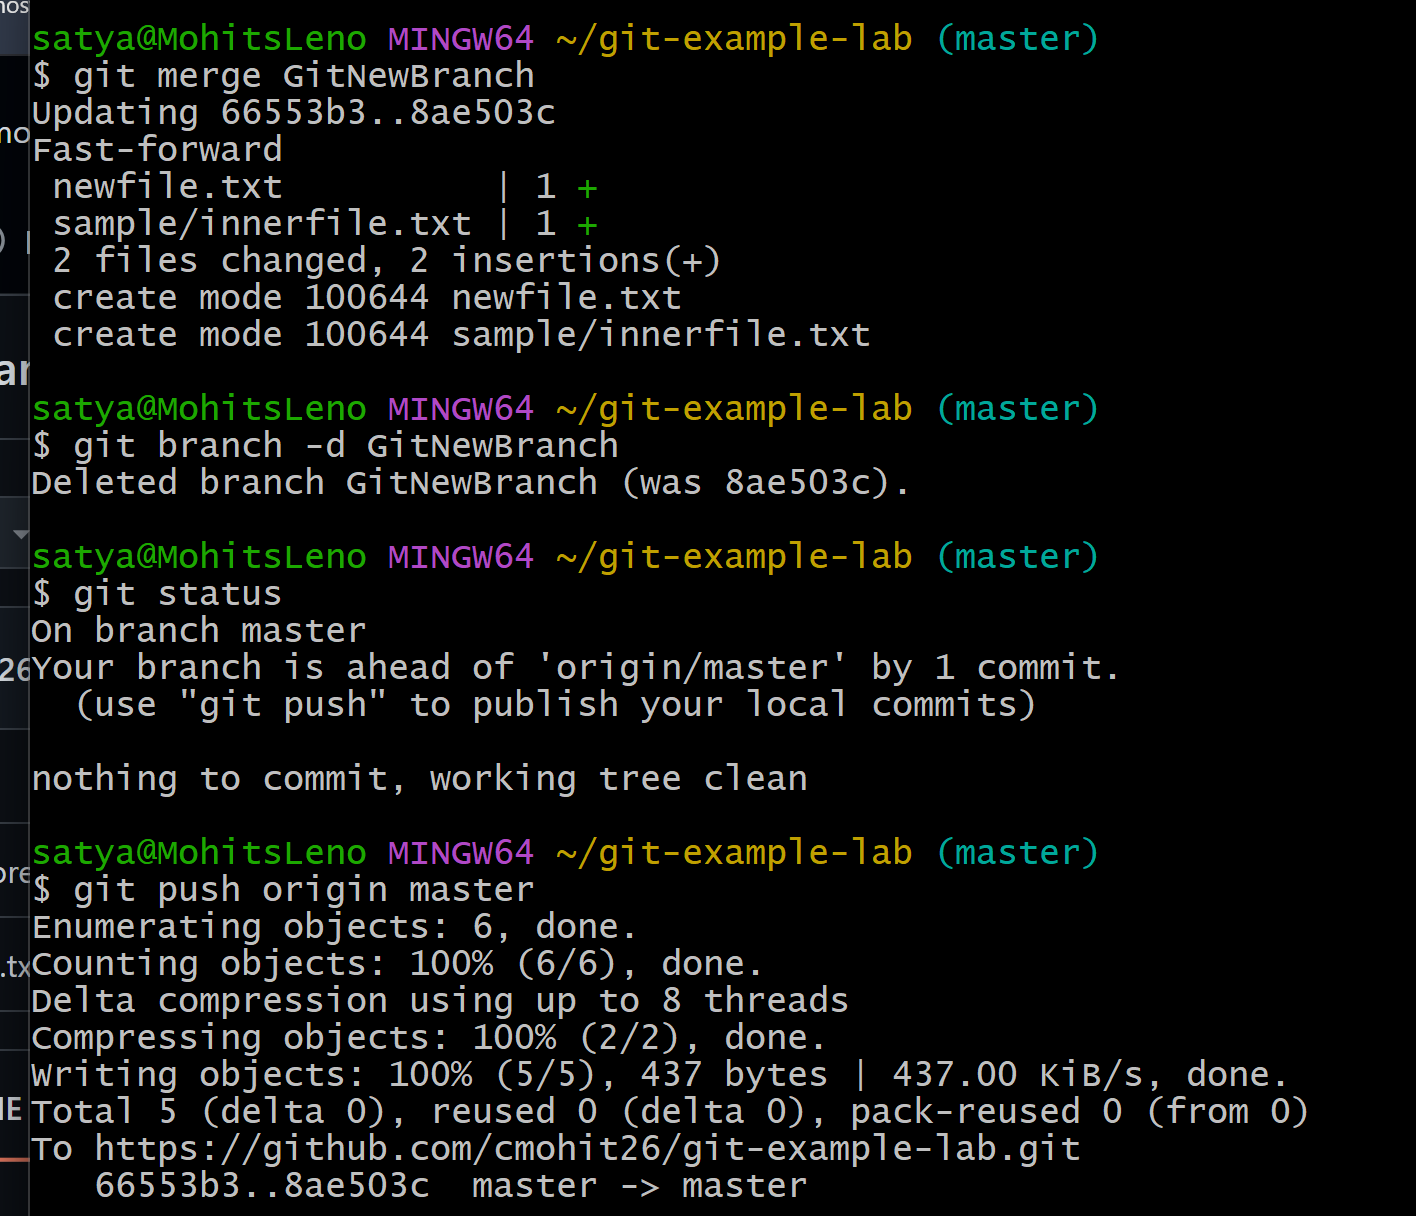 satya@MohitsLeno MINGW64 ~/git-example-lab (master)
$ git merge GitNewBranch
Updating 66553b3..8ae503c
Fast-forward
 newfile.txt          | 1 +
 sample/innerfile.txt | 1 +
 2 files changed, 2 insertions(+)
 create mode 100644 newfile.txt
 create mode 100644 sample/innerfile.txt

satya@MohitsLeno MINGW64 ~/git-example-lab (master)
$ git branch -d GitNewBranch
Deleted branch GitNewBranch (was 8ae503c).

satya@MohitsLeno MINGW64 ~/git-example-lab (master)
$ git status
On branch master
Your branch is ahead of 'origin/master' by 1 commit.
  (use "git push" to publish your local commits)

nothing to commit, working tree clean

satya@MohitsLeno MINGW64 ~/git-example-lab (master)
$ git push origin master
Enumerating objects: 6, done.
Counting objects: 100% (6/6), done.
Delta compression using up to 8 threads
Compressing objects: 100% (2/2), done.
Writing objects: 100% (5/5), 437 bytes | 437.00 KiB/s, done.
Total 5 (delta 0), reused 0 (delta 0), pack-reused 0 (from 0)
To https://github.com/cmohit26/git-example-lab.git
   66553b3..8ae503c  master -> master